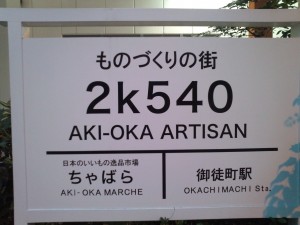 ものづくりの街
2k540
AKI-OKA ARTISAN
日本のいいもの逸品市場
ちゃばら
AKI-OKA MARCHE
御徒町駅
OKACHIMACHI Sta.